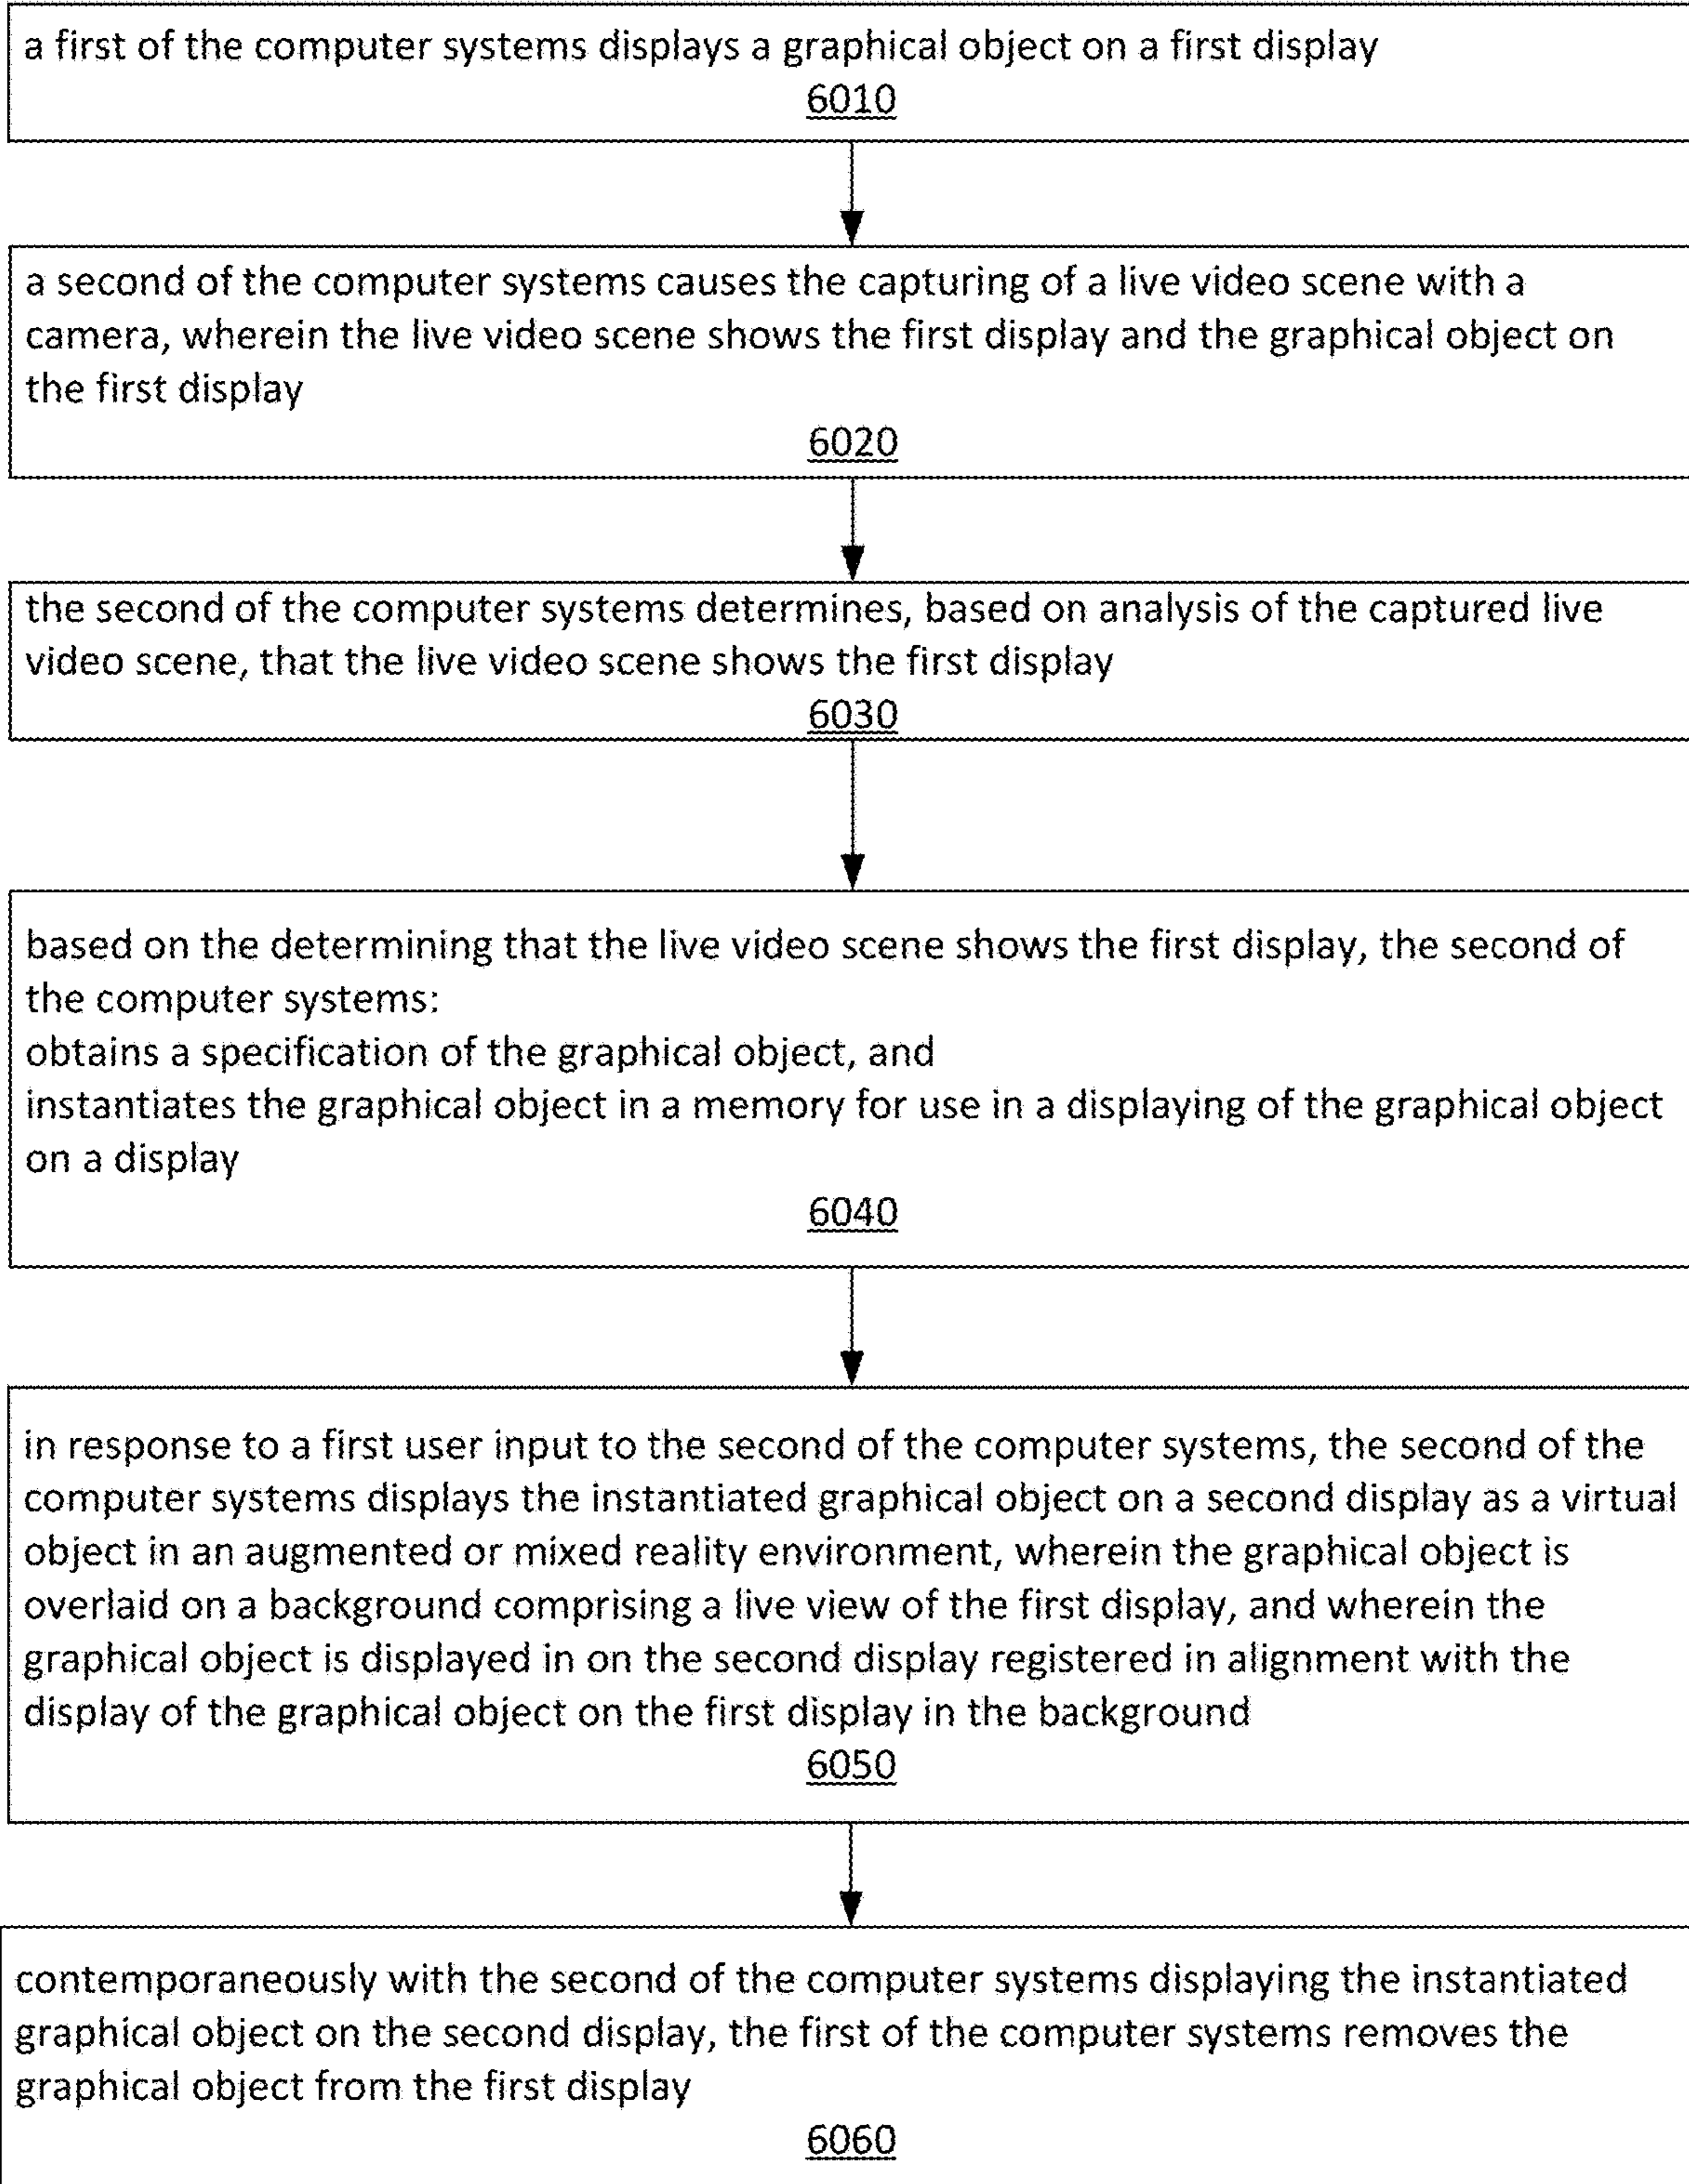 a first of the computer systems displays a graphical object on a first display
6010
a second of the computer systems causes the capturing of a live video scene with a
camera, wherein the live video scene shows the first display and the graphical object on
the first display
6020
the second of the computer systems determines, based on analysis of the captured live
video scene, that the live video scene shows the first display
6030
based on the determining that the live video scene shows the first display, the second of
the computer systems:
obtains a specification of the graphical object, and
instantiates the graphical object in a memory for use in a displaying of the graphical object
on a display
6040
in response to a first user input to the second of the computer systems, the second of the
computer systems displays the instantiated graphical object on a second display as a virtual
object in an augmented or mixed reality environment, wherein the graphical object is
overlaid on a background comprising a live view of the first display, and wherein the
graphical object is displayed in on the second display registered in alignment with the
display of the graphical object on the first display in the background
6050
contemporaneously with the second of the computer systems displaying the instantiated
graphical object on the second display, the first of the computer systems removes the
graphical object from the first display
6060